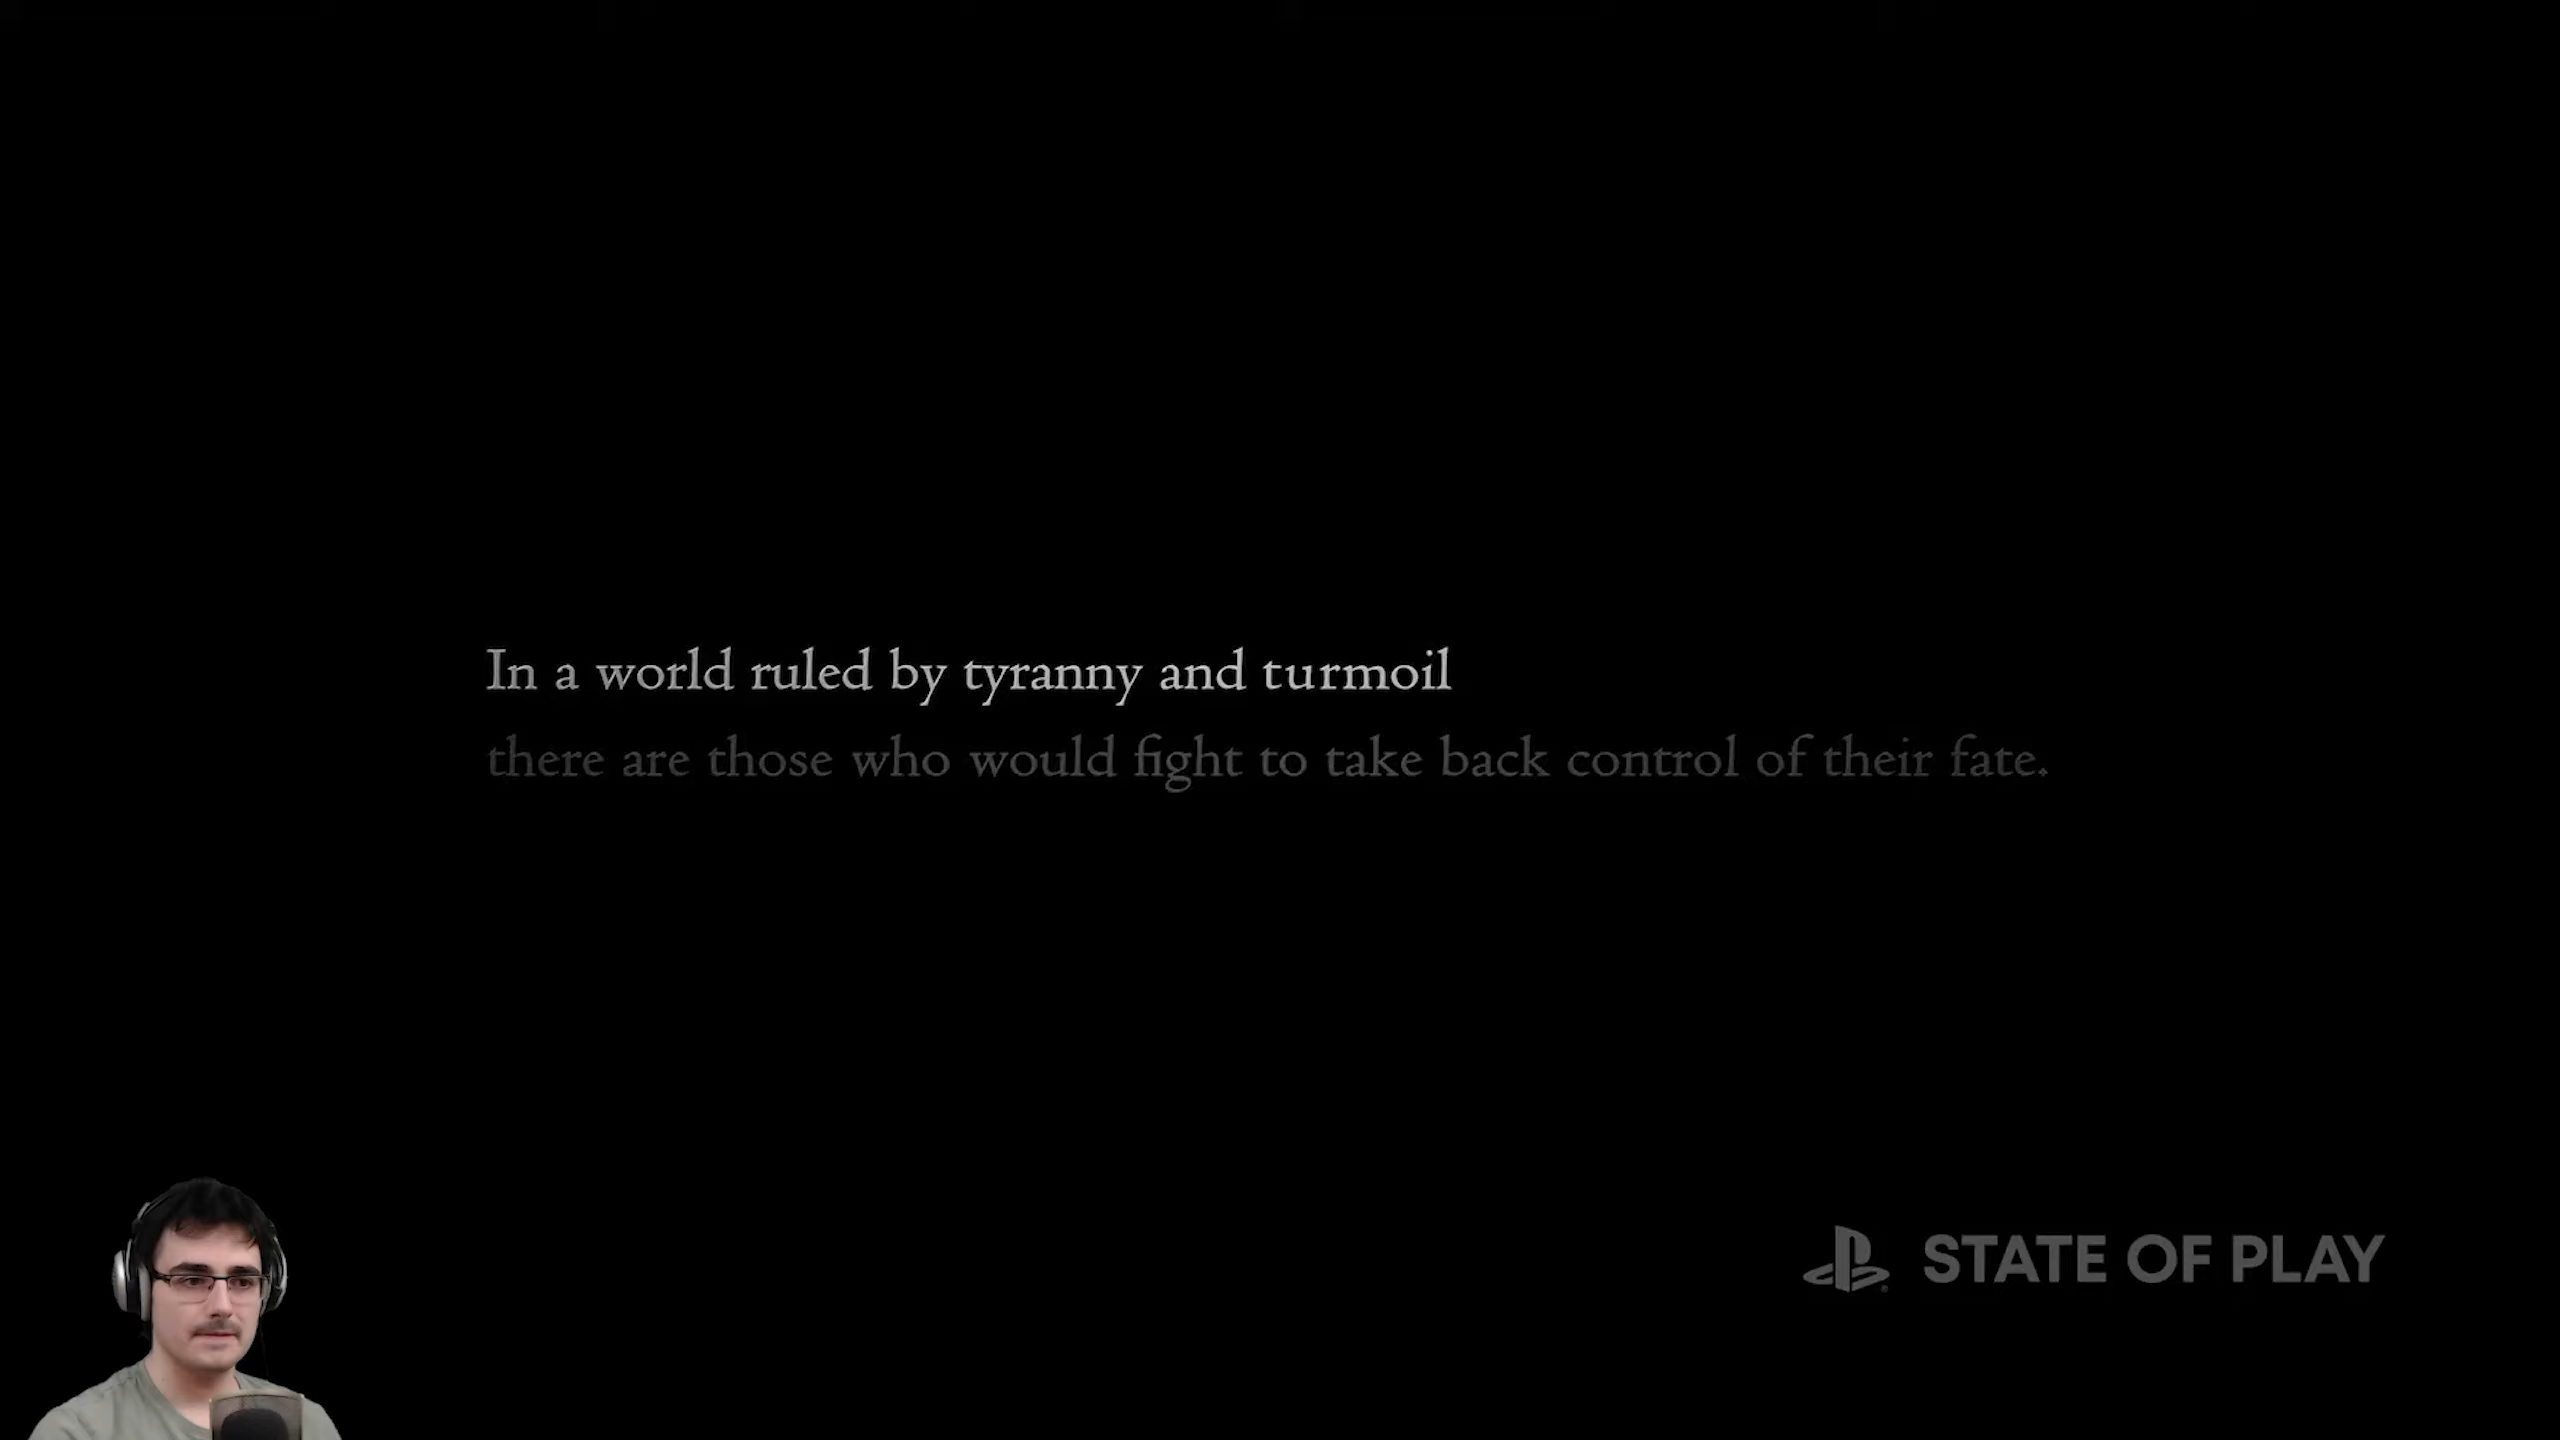 In a world ruled by tyranny and turmoil
there are those who would fight to take back control of their fate.
STATE OF PLAY